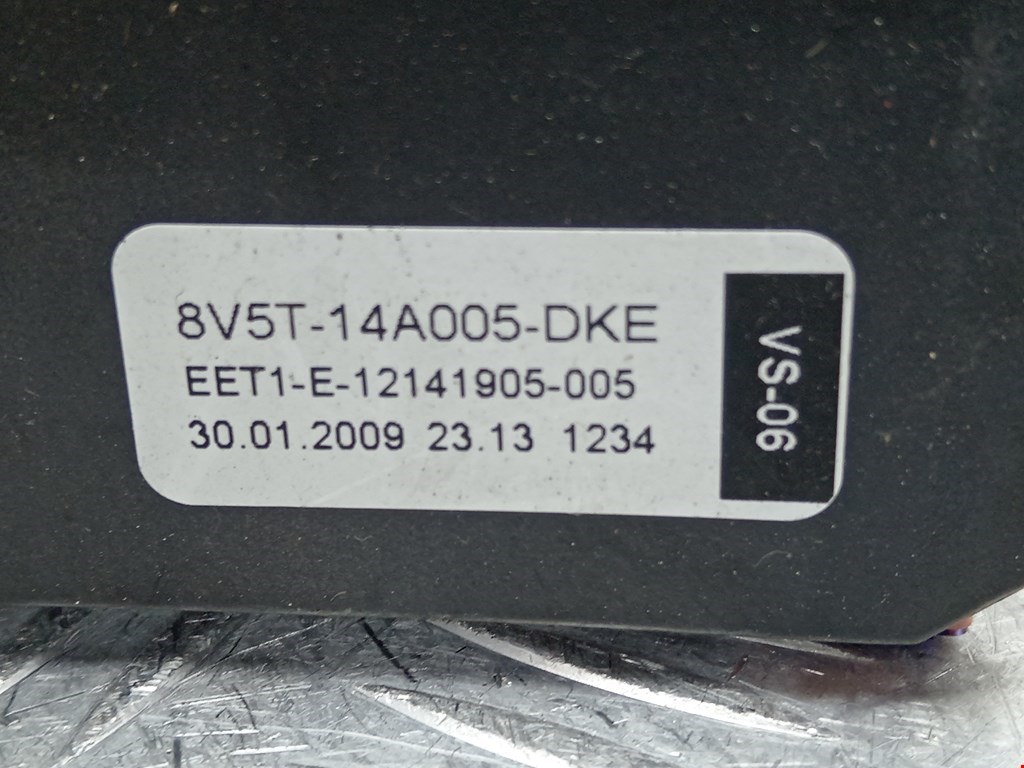 8V5T-14A005-DKE
EET1-E-12141905-005
30.01.2009 23.13 1234
VS-06